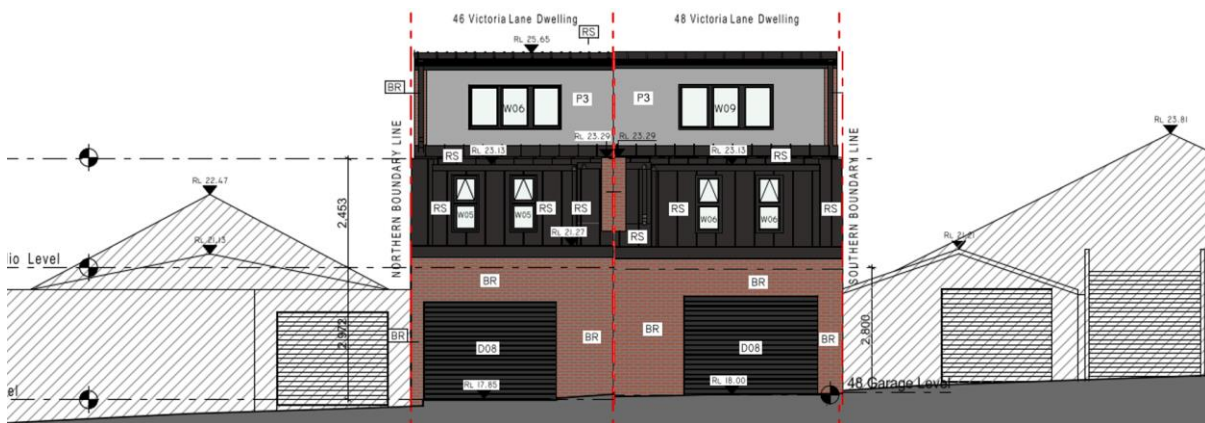 46 Victoria Lane Dwelling
48 Victoria Lane Dwelling
RS
RL 25.65
BR
W06
P3
P3
W09
NORTHERN BOUNDARY LINE
SOUTHERN BOUNDARY LINE
RL 23.81
RL 23.29
RL 23.29
RS
RL 23.13
RL 23.13
RS
RL 22.47
2,453
RS
W05
W05
RS
RS
RS
W06
W06
RS
RL 21.13
RL 21.27
RS
RL 21.21
io Level
BR
BR
2,972
2,800
BR
D08
BR
BR
D08
BR
RL 17.85
RL 18.00
48 Garage Level
el